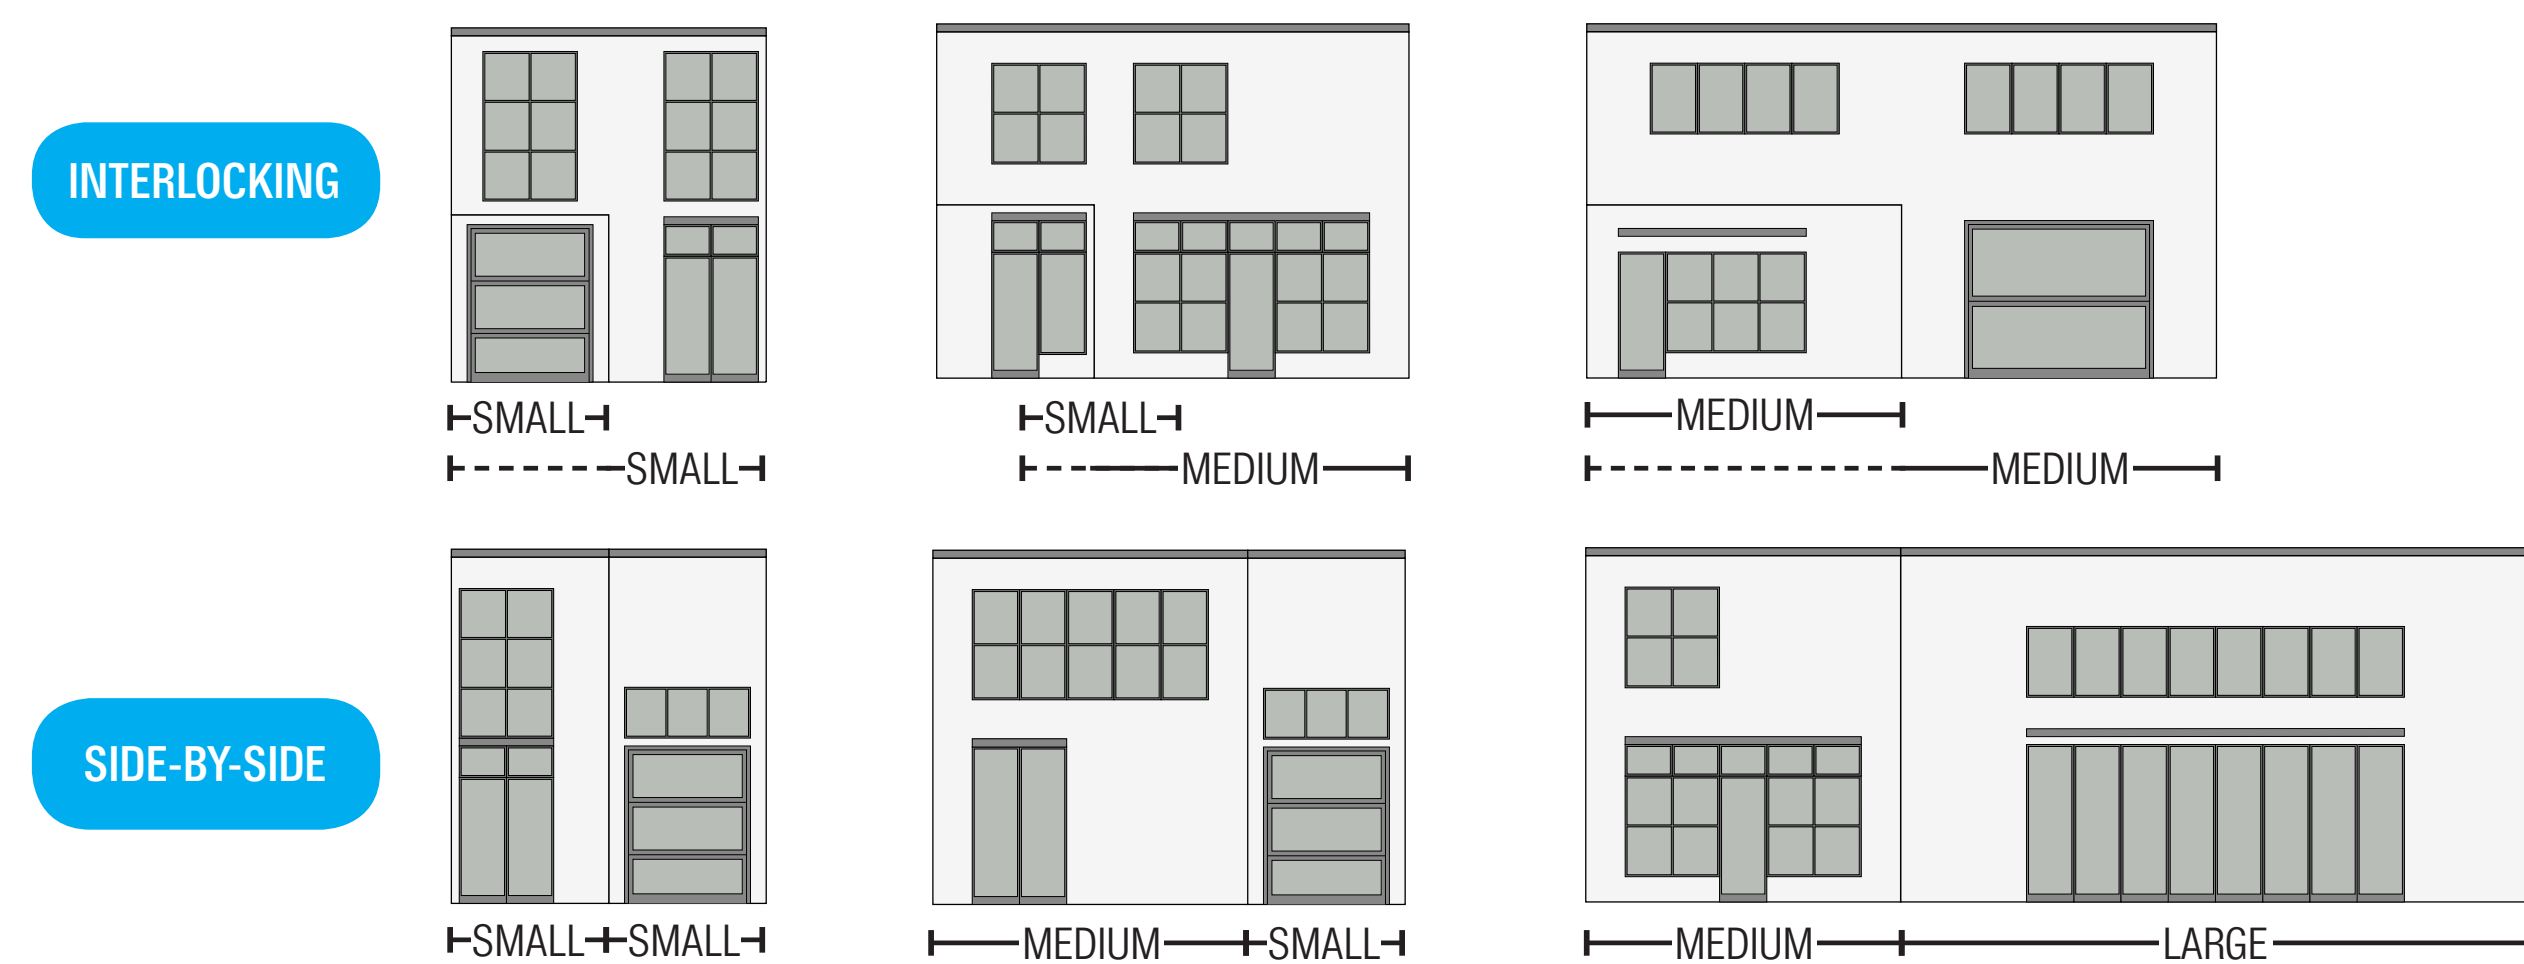 INTERLOCKING
SMALL
SMALL
SMALL
MEDIUM
MEDIUM
MEDIUM
SIDE-BY-SIDE
SMALL SMALL
MEDIUM SMALL
MEDIUM LARGE